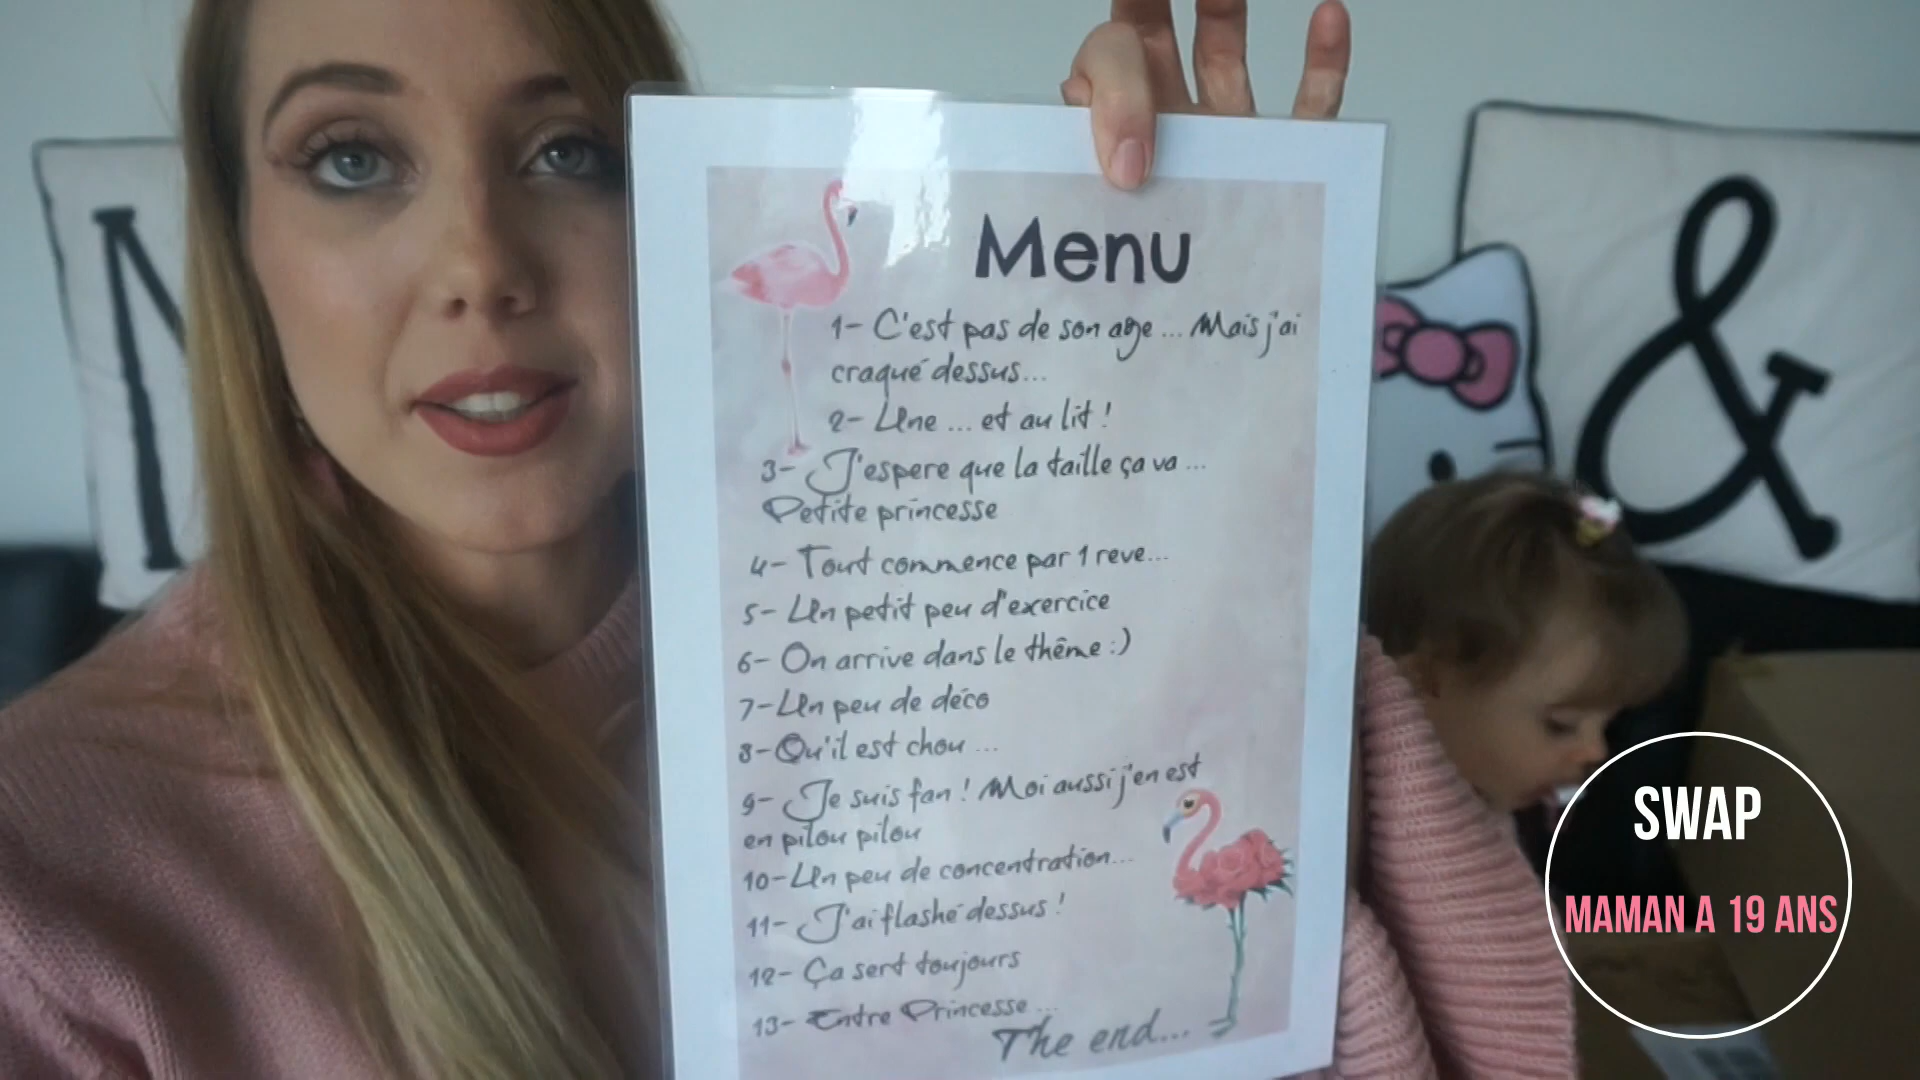 N
&
Menu
1- C'est pas de son age ... Mais j'ai
craqué dessus...
2- Une ... et au lit !
3- J'espere que la taille ça va ...
Petite princesse
4- Tout commence par 1 reve...
5- Un petit peu d'exercice
6- On arrive dans le thême :)
7- Un peu de déco
8- Qu'il est chou ...
9- Je suis fan ! Moi aussi j'en est
en pilou pilou
10- Un peu de concentration...
11- J'ai flashé dessus !
12- Ça sert toujours
13- Entre Princesse ...
The end...
SWAP
MAMAN A 19 ANS